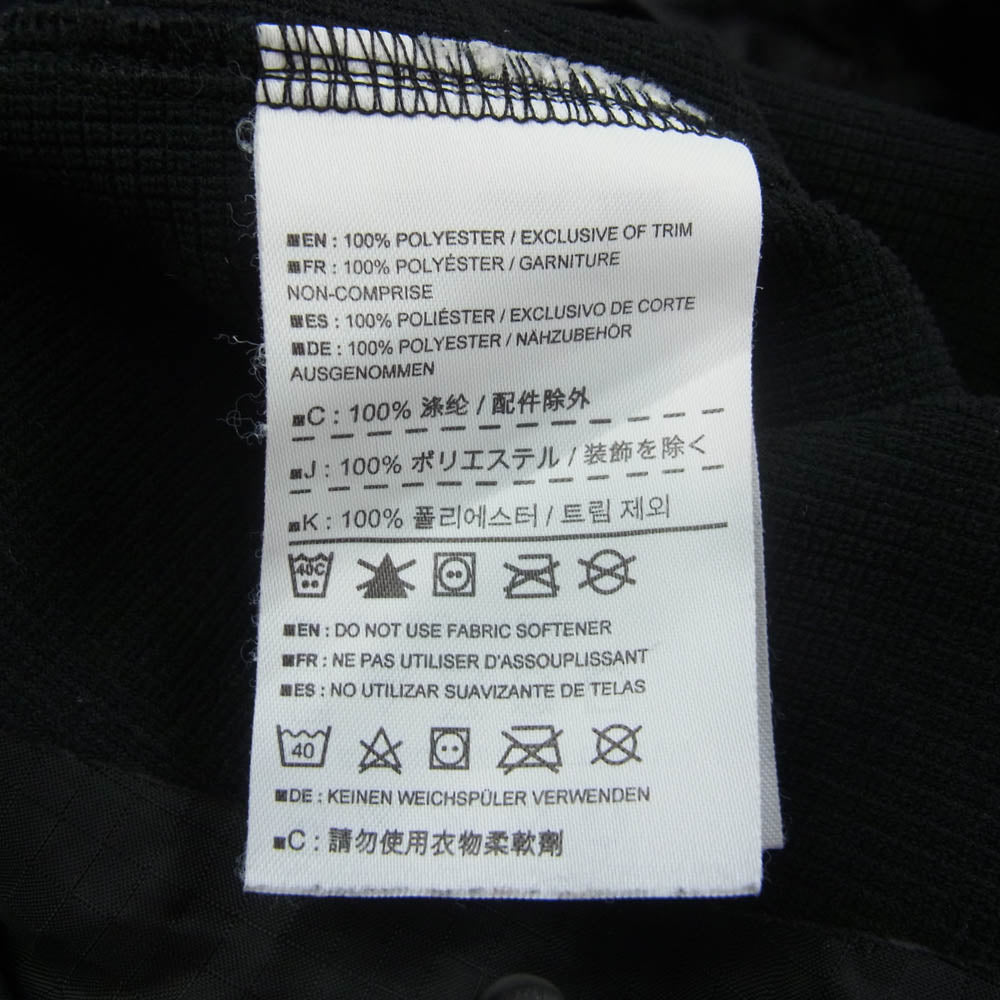 EN : 100% POLYESTER / EXCLUSIVE OF TRIM
FR : 100% POLYÉSTER / GARNITURE
NON-COMPRISE
ES : 100% POLIÉSTER / EXCLUSIVO DE CORTE
DE : 100% POLYESTER / NÄHZUBEHÖR
AUSGENOMMEN
C : 100% 涤纶 / 配件除外
J : 100% ポリエステル / 装飾を除く
K : 100% 폴리에스터 / 트림 제외
40C
EN : DO NOT USE FABRIC SOFTENER
FR : NE PAS UTILISER D'ASSOUPLISSANT
ES : NO UTILIZAR SUAVIZANTE DE TELAS
40
DE : KEINEN WEICHSPÜLER VERWENDEN
C : 請勿使用衣物柔軟劑